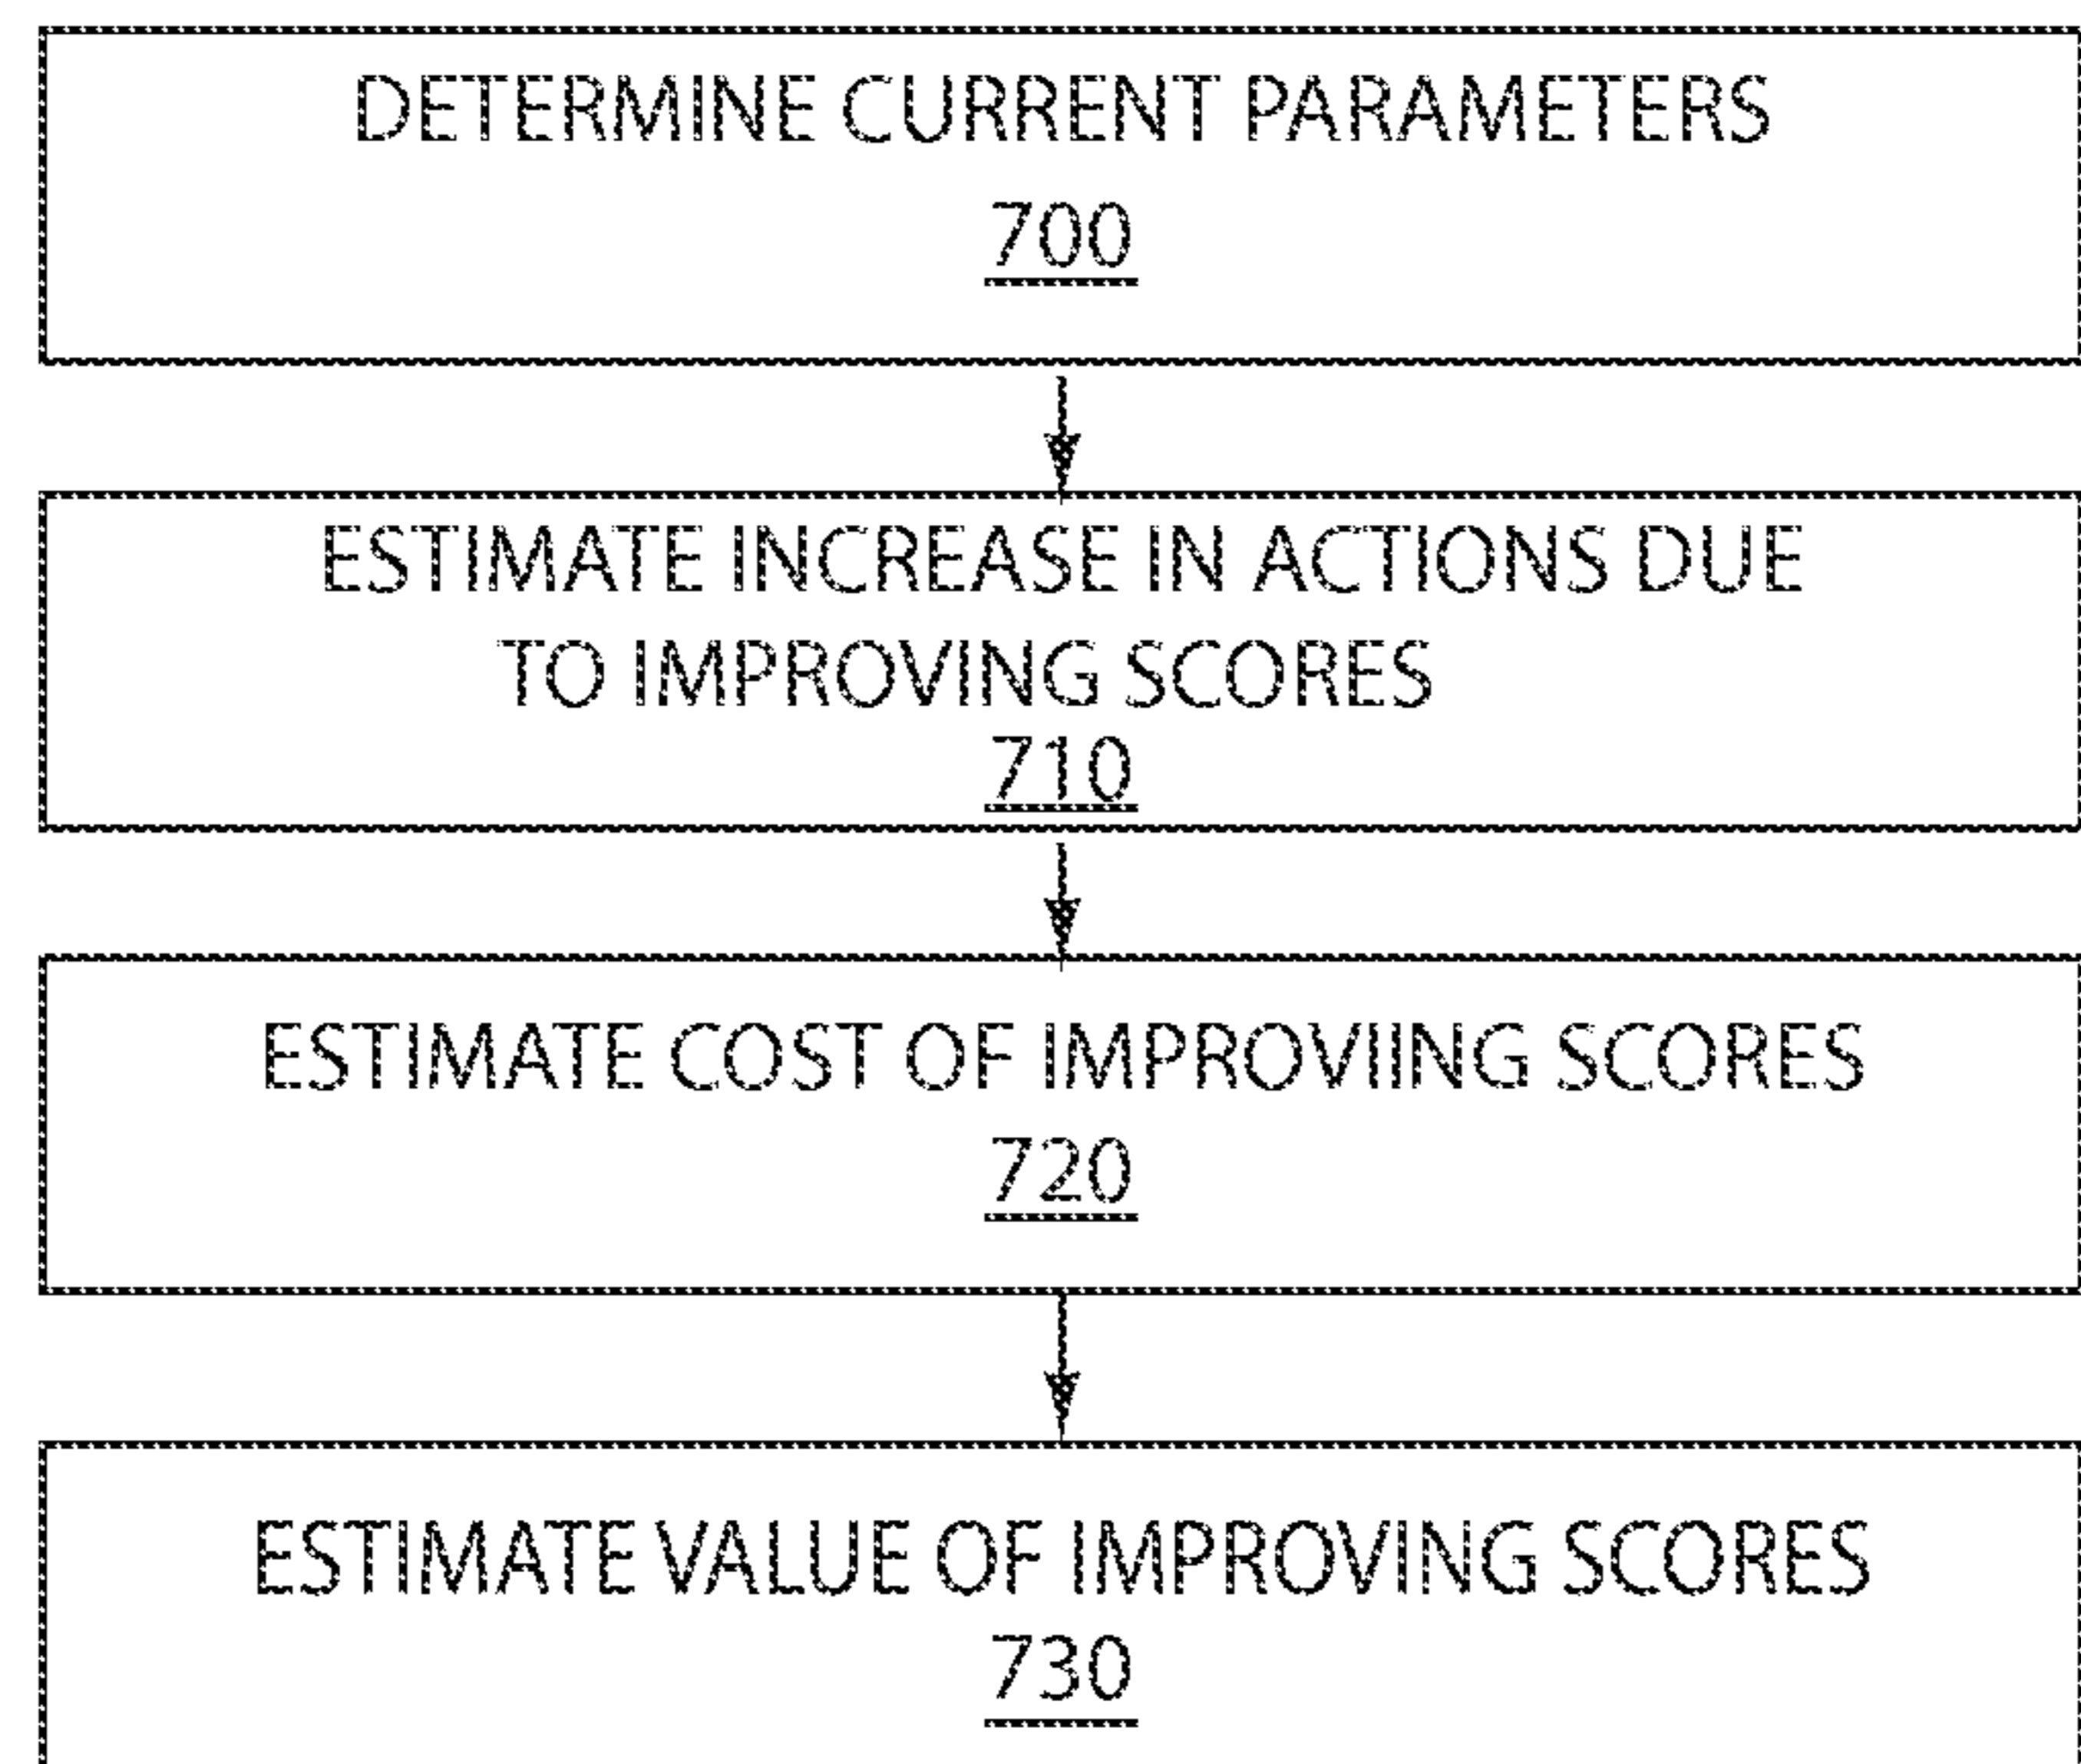 DETERMINE CURRENT PARAMETERS
700
ESTIMATE INCREASE IN ACTIONS DUE
TO IMPROVING SCORES
710
ESTIMATE COST OF IMPROVIING SCORES
720
ESTIMATE VALUE OF IMPROVING SCORES
730